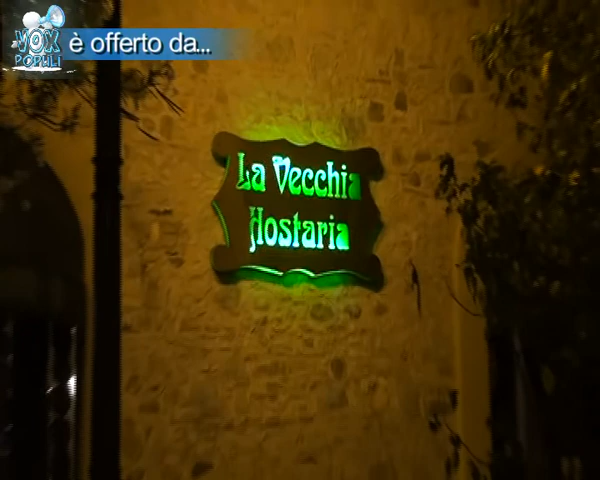 VOX
POPULI
è offerto da...
La Vecchia
Hostaria